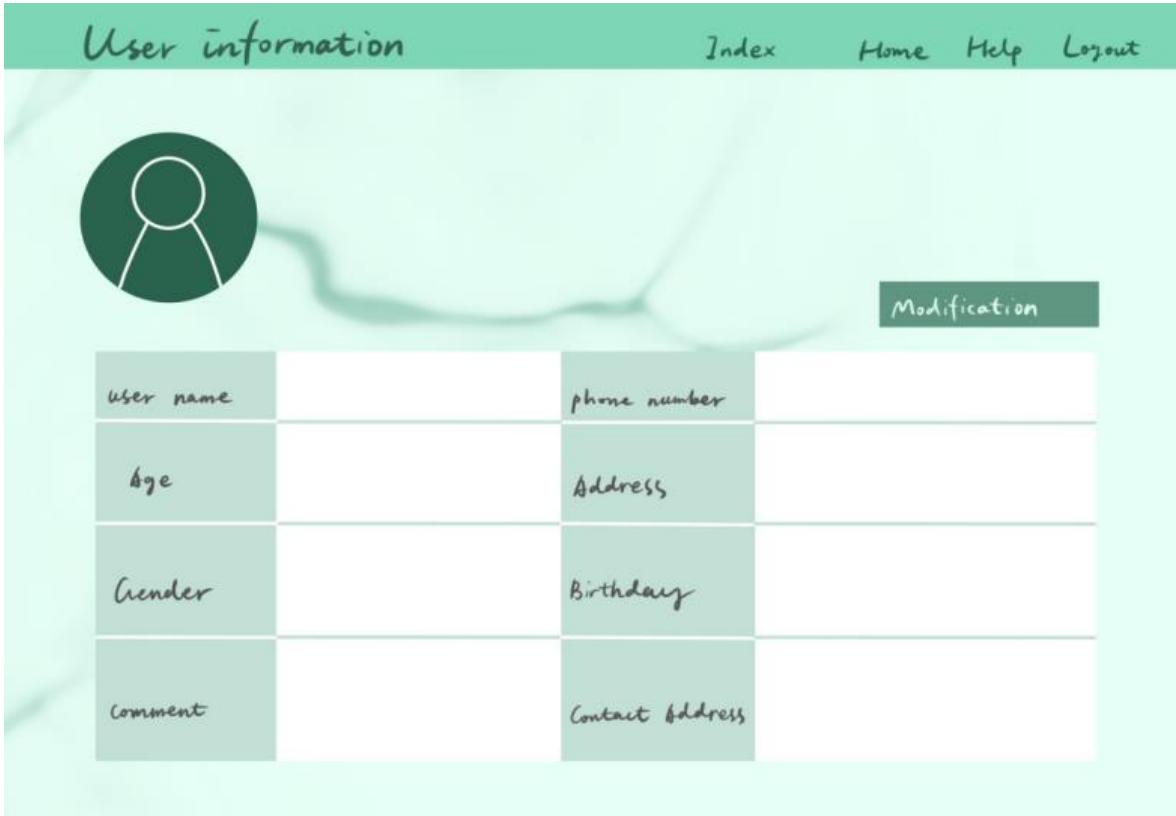 User information Index Home Help Logout
Modification
user name phone number
Age Address
Gender Birthday
comment Contact Address